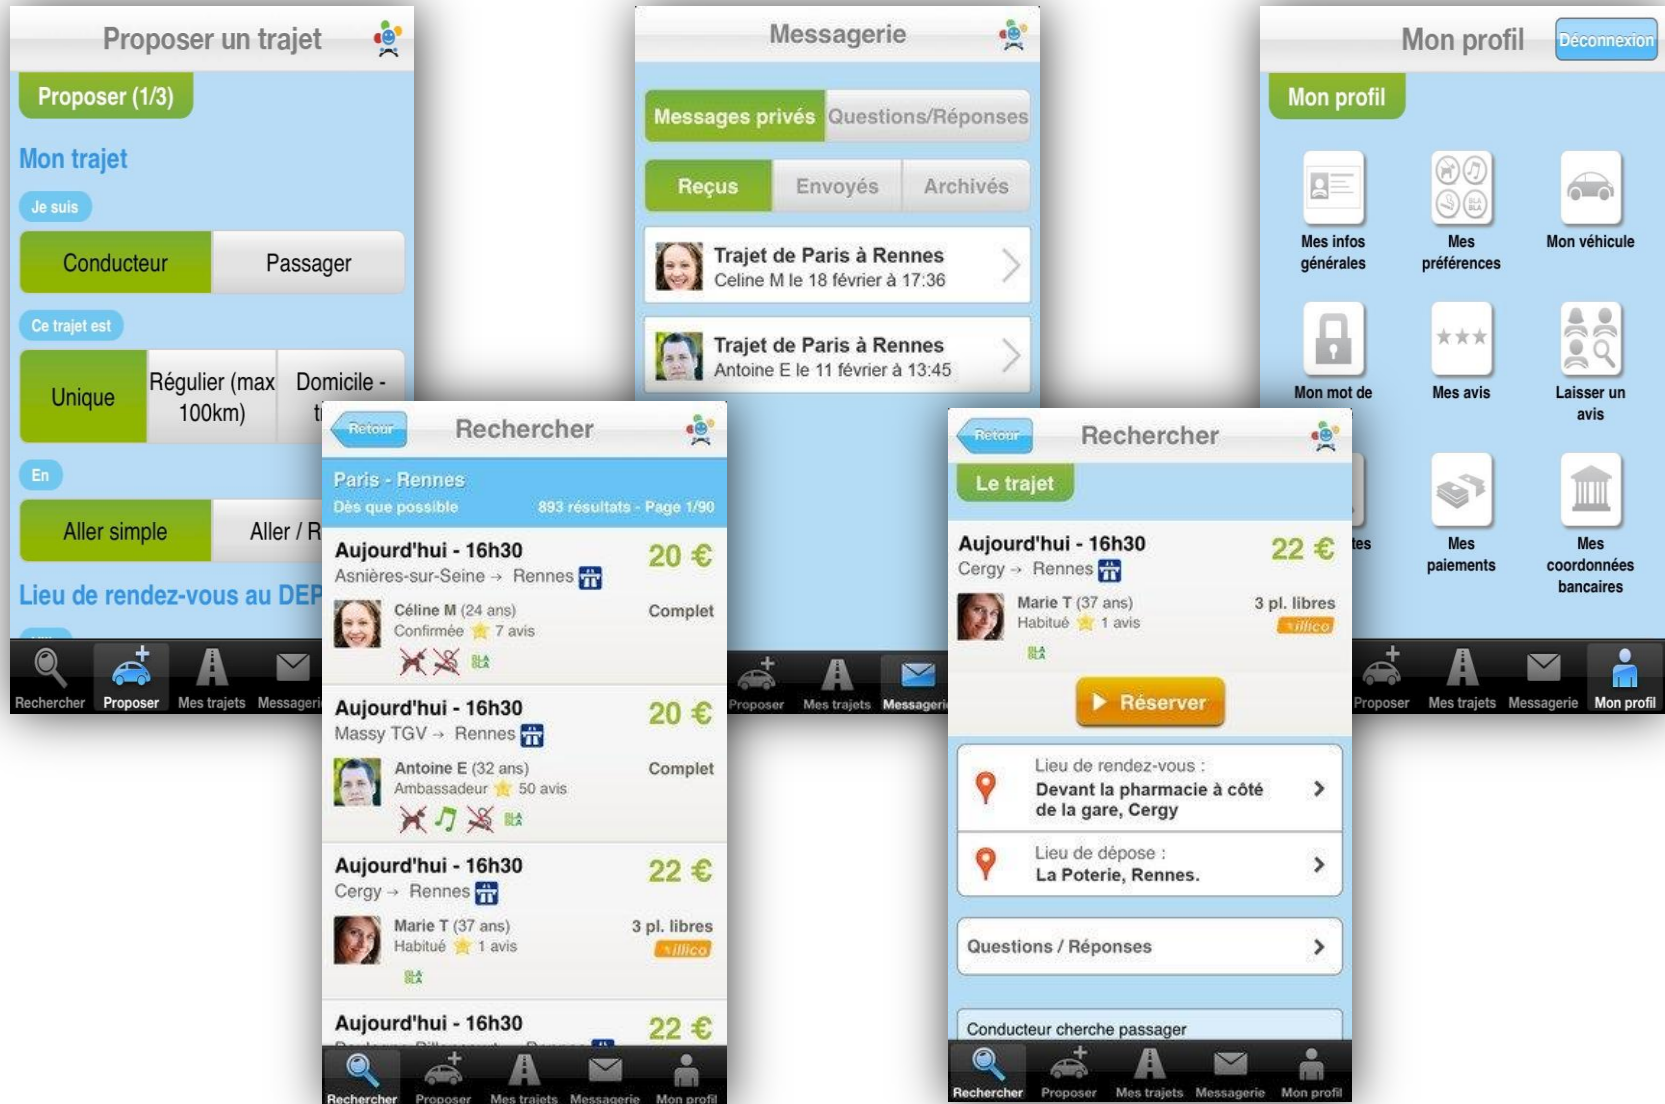 Proposer un trajet
Proposer (1/3)
Mon trajet
Je suis
Conducteur
Passager
Ce trajet est
Unique
Régulier (max
100km)
Domicile -
En
Aller simple
Aller / R
Lieu de rendez-vous au DEP
Rechercher
Proposer
Mes trajets
Messageri
Messagerie
Messages privés
Questions/Réponses
Reçus
Envoyés
Archivés
Trajet de Paris à Rennes
Celine M le 18 février à 17:36
Trajet de Paris à Rennes
Antoine E le 11 février à 13:45
Proposer
Mes trajets
Messagerie
Mon profil
Déconnexion
Mon profil
Mes infos
générales
Mes
préférences
Mon véhicule
Mon mot de
Mes avis
Laisser un
avis
tes
Mes
paiements
Mes
coordonnées
bancaires
Proposer
Mes trajets
Messagerie
Mon profil
Retour
Rechercher
Paris - Rennes
Dès que possible
893 résultats - Page 1/90
Aujourd'hui - 16h30
20 €
Asnières-sur-Seine → Rennes
Céline M (24 ans)
Complet
Confirmée 7 avis
BLA
BLA
Aujourd'hui - 16h30
20 €
Massy TGV → Rennes
Antoine E (32 ans)
Complet
Ambassadeur 50 avis
BLA
BLA
Aujourd'hui - 16h30
22 €
Cergy → Rennes
Marie T (37 ans)
3 pl. libres
Habitué 1 avis
illico
BLA
BLA
Aujourd'hui - 16h30
22 €
Rechercher
Proposer
Mes trajets
Messagerie
Mon profil
Retour
Rechercher
Le trajet
Aujourd'hui - 16h30
22 €
Cergy → Rennes
Marie T (37 ans)
3 pl. libres
Habitué 1 avis
illico
BLA
BLA
Réserver
Lieu de rendez-vous :
Devant la pharmacie à côté
de la gare, Cergy
Lieu de dépose :
La Poterie, Rennes.
Questions / Réponses
Conducteur cherche passager
Rechercher
Proposer
Mes trajets
Messagerie
Mon profil